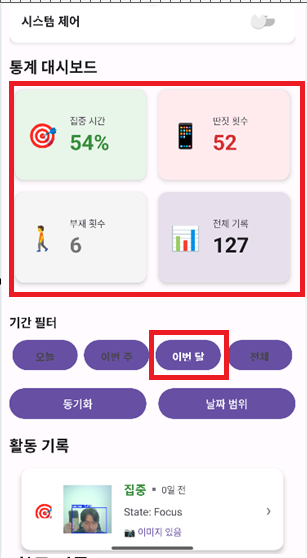 시스템 제어
통계 대시보드
집중 시간
54%
딴짓 횟수
52
부재 횟수
6
전체 기록
127
기간 필터
오늘
이번 주
이번 달
전체
동기화
날짜 범위
활동 기록
집중 • 0일 전
State: Focus
이미지 있음